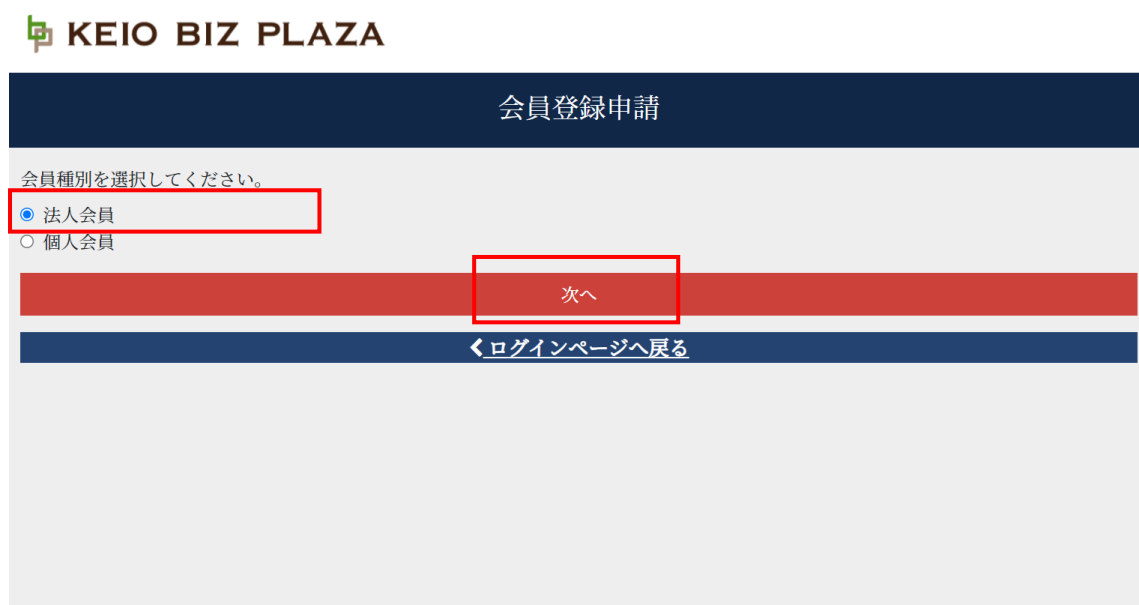 KEIO BIZ PLAZA
会員登録申請
会員種別を選択してください。
法人会員
個人会員
次へ
ログインページへ戻る